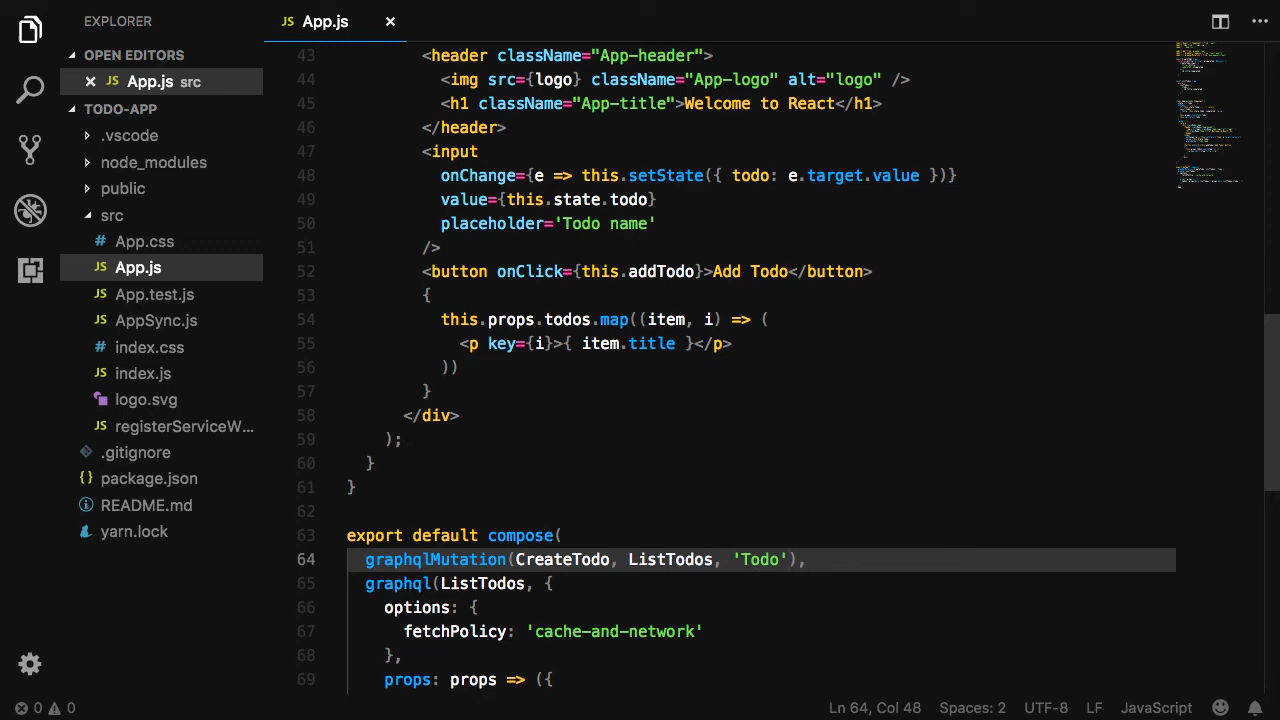 EXPLORER
OPEN EDITORS
JS App.js src
TODO-APP
.vscode
node_modules
public
src
# App.css
JS App.js
JS App.test.js
JS AppSync.js
# index.css
JS index.js
logo.svg
JS registerServiceW...
.gitignore
{} package.json
README.md
yarn.lock
JS App.js
43 <header className="App-header">
44 <img src={logo} className="App-logo" alt="logo" />
45 <h1 className="App-title">Welcome to React</h1>
46 </header>
47 <input
48 onChange={e => this.setState({ todo: e.target.value })}
49 value={this.state.todo}
50 placeholder='Todo name'
51 />
52 <button onClick={this.addTodo}>Add Todo</button>
53 {
54 this.props.todos.map((item, i) => (
55 <p key={i}>{ item.title }</p>
56 ))
57 }
58 </div>
59 );
60 }
61 }
62
63 export default compose(
64 graphqlMutation(CreateTodo, ListTodos, 'Todo'),
65 graphql(ListTodos, {
66 options: {
67 fetchPolicy: 'cache-and-network'
68 },
69 props: props => ({
0 0
Ln 64, Col 48 Spaces: 2 UTF-8 LF JavaScript